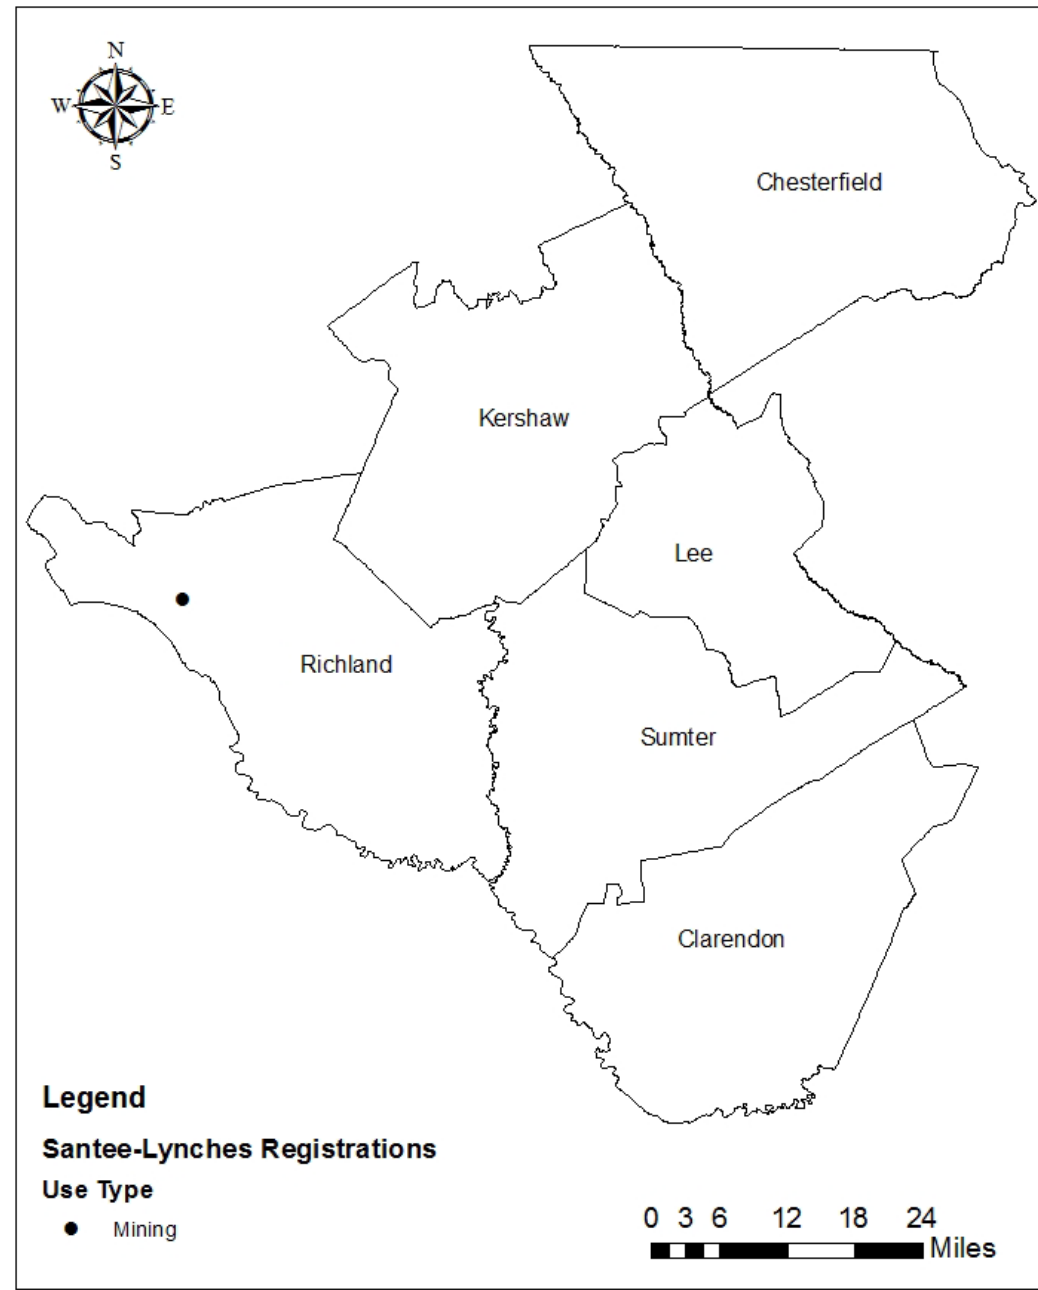 N
W E
S
Chesterfield
Kershaw
Lee
Richland
Sumter
Clarendon
Legend
Santee-Lynches Registrations
Use Type
Mining
0 3 6 12 18 24
Miles